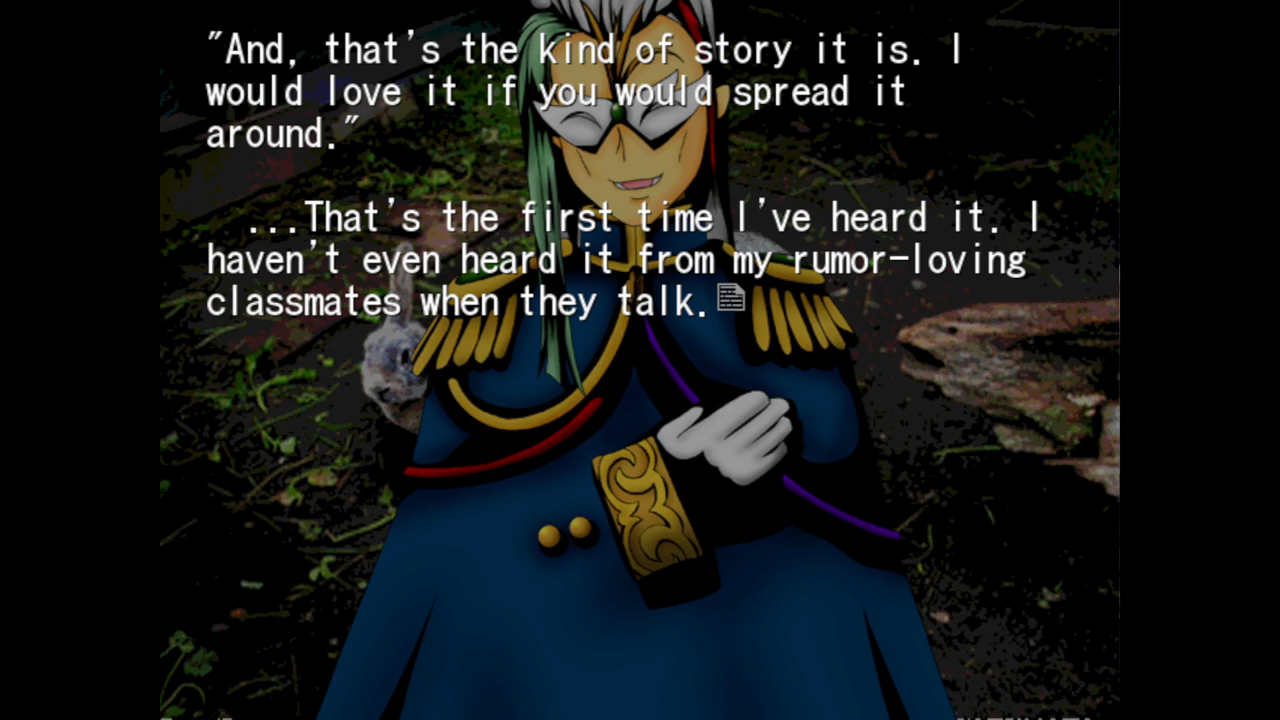 "And, that's the kind of story it is. I
would love it if you would spread it
around."
...That's the first time I've heard it. I
haven't even heard it from my rumor-loving
classmates when they talk.